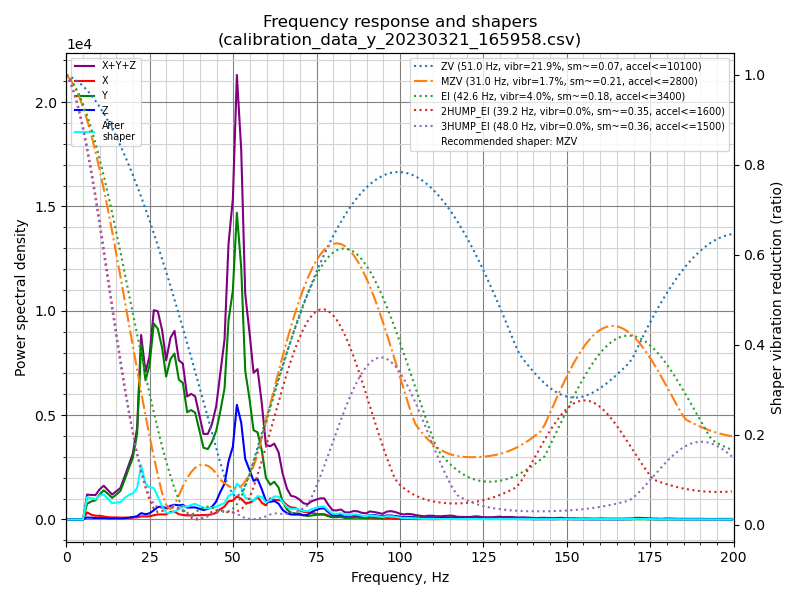 Frequency response and shapers
(calibration_data_y_20230321_165958.csv)
1e4
X+Y+Z
X
Y
Z
After
shaper
ZV (51.0 Hz, vibr=21.9%, sm~=0.07, accel<=10100)
MZV (31.0 Hz, vibr=1.7%, sm~=0.21, accel<=2800)
EI (42.6 Hz, vibr=4.0%, sm~=0.18, accel<=3400)
2HUMP_EI (39.2 Hz, vibr=0.0%, sm~=0.35, accel<=1600)
3HUMP_EI (48.0 Hz, vibr=0.0%, sm~=0.36, accel<=1500)
Recommended shaper: MZV
Power spectral density
2.0
1.5
1.0
0.5
0.0
1.0
0.8
0.6
0.4
0.2
0.0
Shaper vibration reduction (ratio)
0 25 50 75 100 125 150 175 200
Frequency, Hz